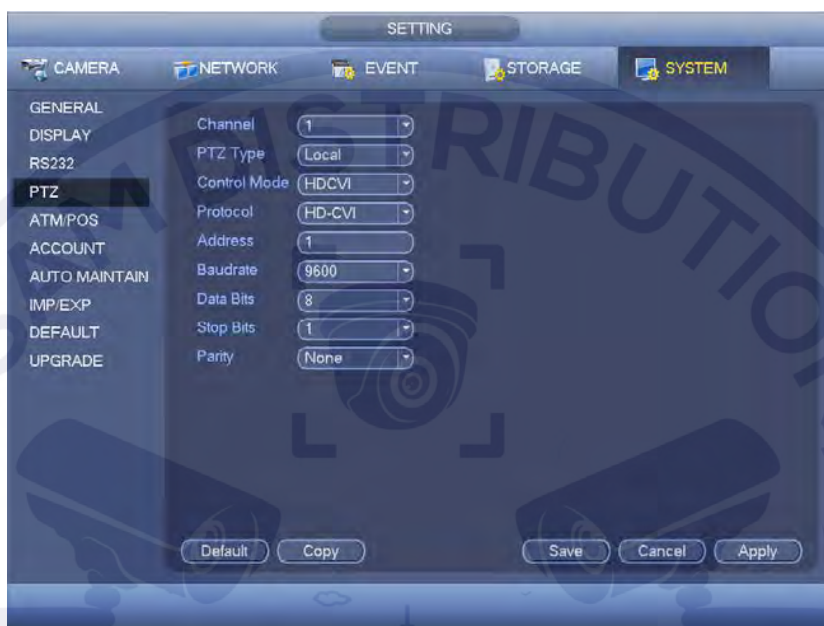 SETTING
CAMERA NETWORK EVENT STORAGE SYSTEM
GENERAL
DISPLAY
RS232
PTZ
ATM/POS
ACCOUNT
AUTO MAINTAIN
IMP/EXP
DEFAULT
UPGRADE
Channel 1
PTZ Type Local
Control Mode HDCVI
Protocol HD-CVI
Address 1
Baudrate 9600
Data Bits 8
Stop Bits 1
Parity None
Default Copy Save Cancel Apply
DISTRIBUTIO